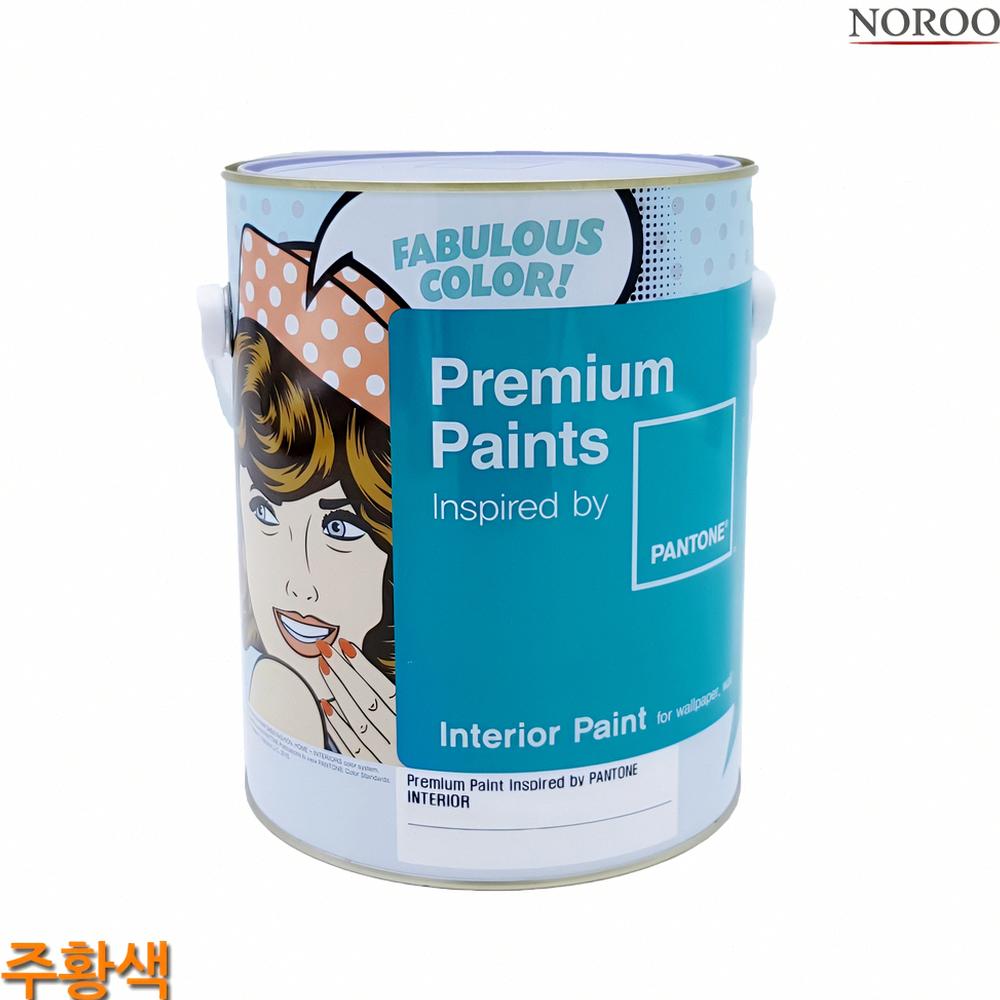 NOROO
FABULOUS
COLOR!
Premium
Paints
Inspired by
PANTONE®
Interior Paint for wallpaper,
Premium Paint Inspired by PANTONE
INTERIOR
주황색